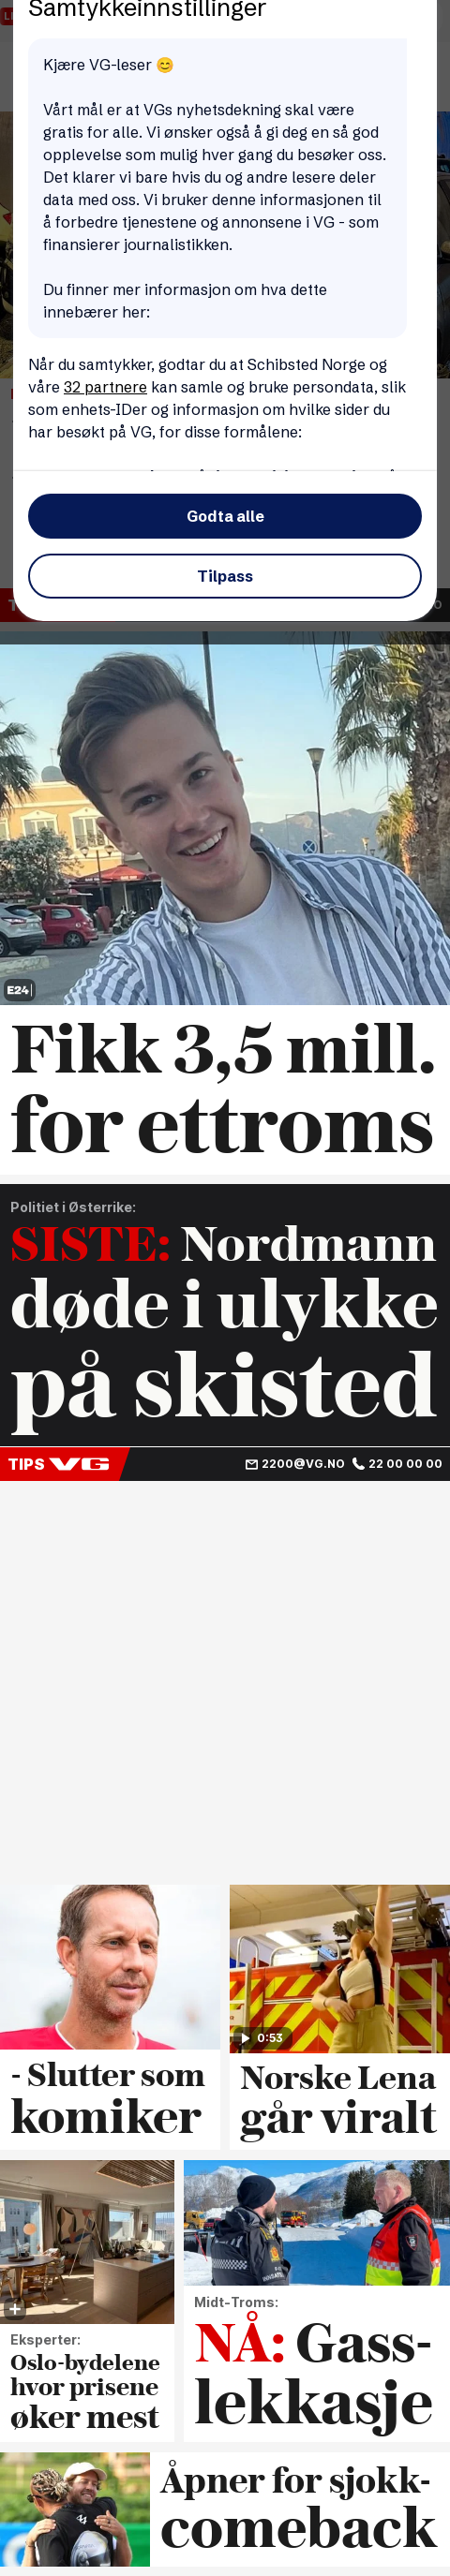 Samtykkeinnstillinger
Kjære VG-leser 😊
Vårt mål er at VGs nyhetsdekning skal være
gratis for alle. Vi ønsker også å gi deg en så god
opplevelse som mulig hver gang du besøker oss.
Det klarer vi bare hvis du og andre lesere deler
data med oss. Vi bruker denne informasjonen til
å forbedre tjenestene og annonsene i VG - som
finansierer journalistikken.
Du finner mer informasjon om hva dette
innebærer her:
Når du samtykker, godtar du at Schibsted Norge og
våre 32 partnere kan samle og bruke persondata, slik
som enhets-IDer og informasjon om hvilke sider du
har besøkt på VG, for disse formålene:
Godta alle
Tilpass
E24
Fikk 3,5 mill.
for ettroms
Politiet i Østerrike:
SISTE: Nordmann
døde i ulykke
på skisted
TIPS VG 2200@VG.NO 22 00 00 00
- Slutter som
komiker
0:53
Norske Lena
går viralt
Eksperter:
Oslo-bydelene
hvor prisene
øker mest
Midt-Troms:
NÅ: Gass-
lekkasje
Åpner for sjokk-
comeback